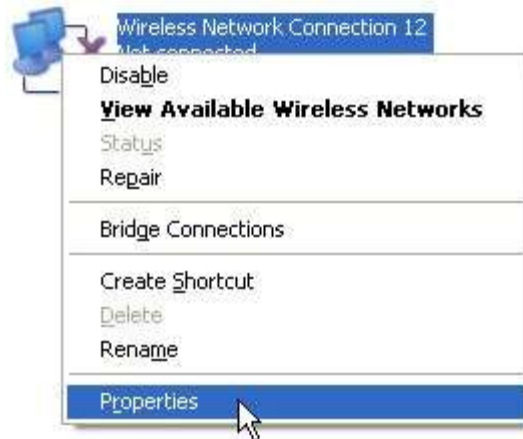 Wireless Network Connection 12
Not connected
Disable
View Available Wireless Networks
Status
Repair
Bridge Connections
Create Shortcut
Delete
Rename
Properties